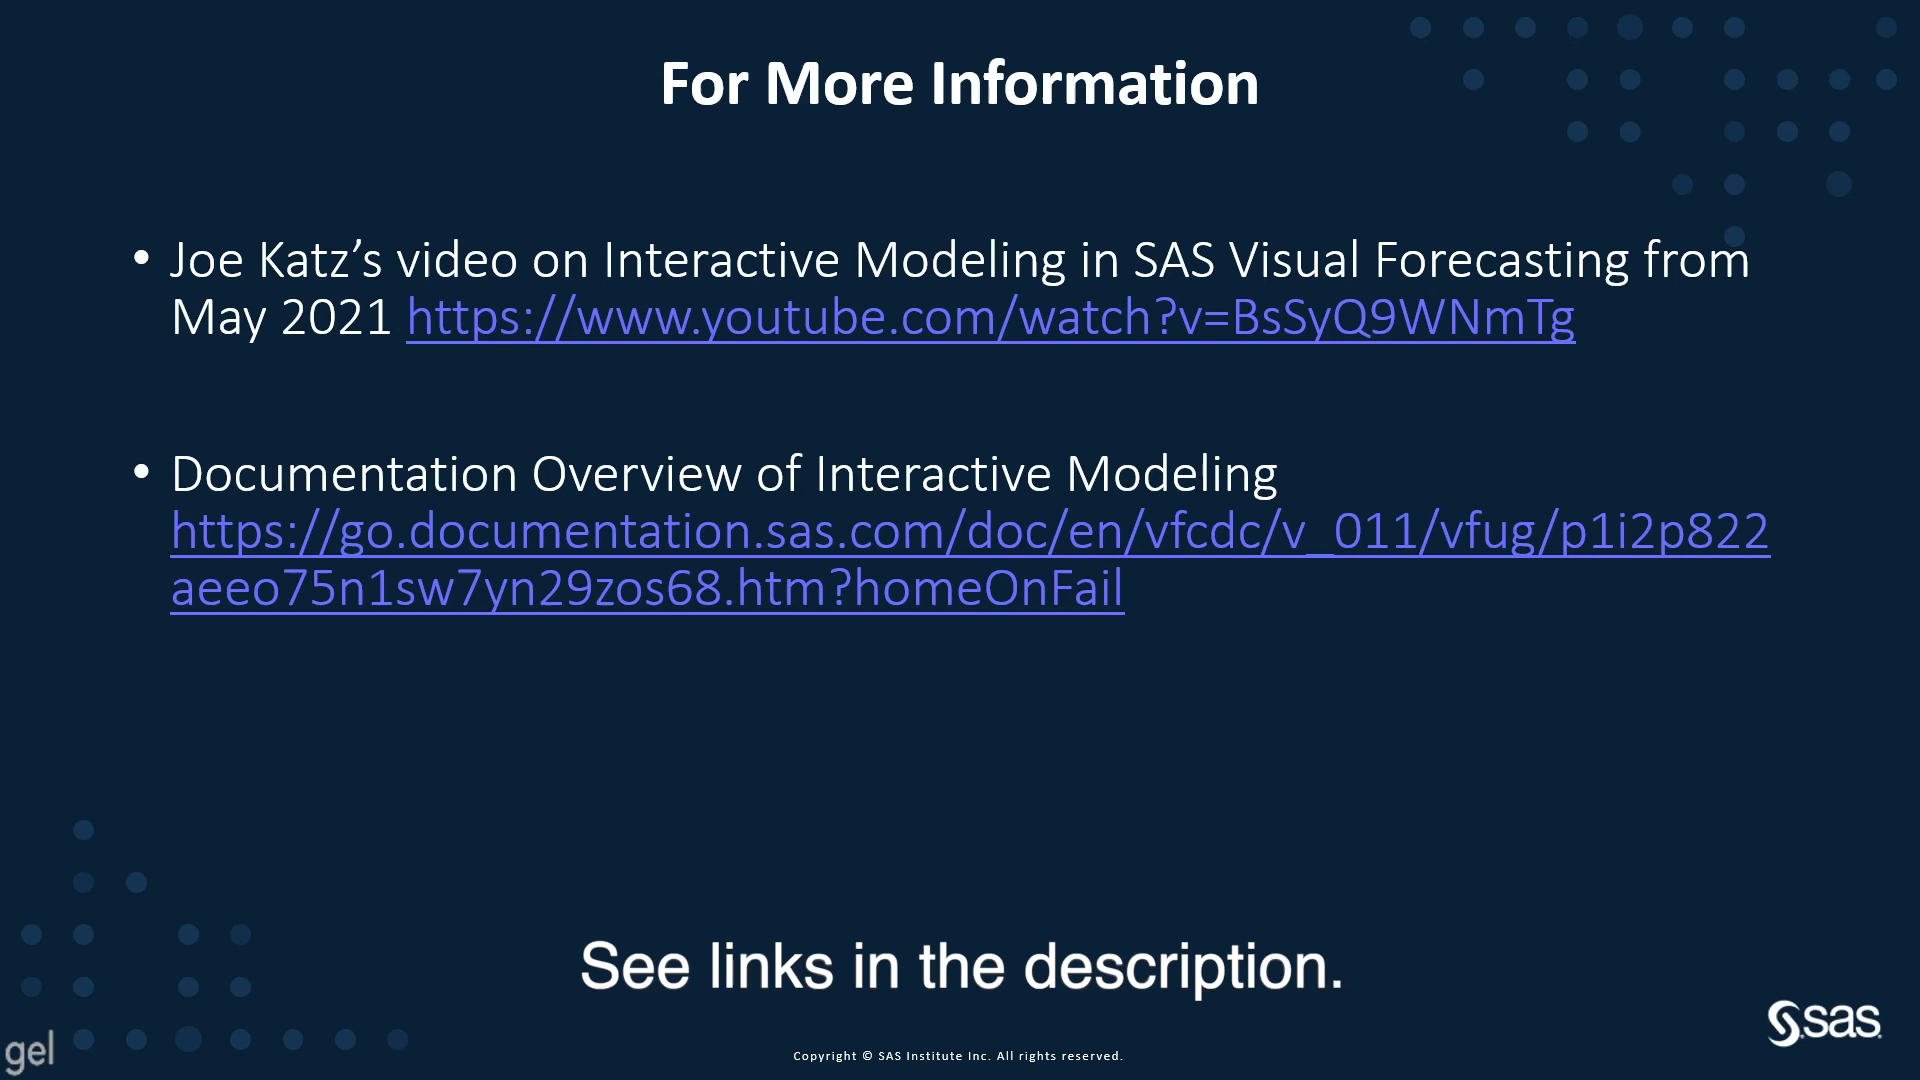 For More Information
• Joe Katz’s video on Interactive Modeling in SAS Visual Forecasting from
May 2021 https://www.youtube.com/watch?v=BsSyQ9WNmTg
• Documentation Overview of Interactive Modeling
https://go.documentation.sas.com/doc/en/vfcdc/v_011/vfug/p1i2p822
aeeo75n1sw7yn29zos68.htm?homeOnFail
See links in the description.
sas
gel
Copyright © SAS Institute Inc. All rights reserved.